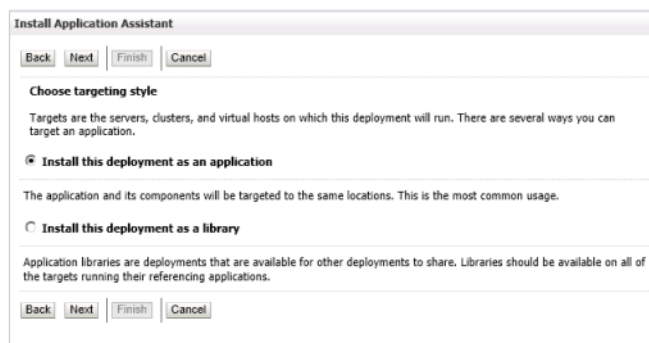 Install Application Assistant
Back Next Finish Cancel
Choose targeting style
Targets are the servers, clusters, and virtual hosts on which this deployment will run. There are several ways you can
target an application.
Install this deployment as an application
The application and its components will be targeted to the same locations. This is the most common usage.
Install this deployment as a library
Application libraries are deployments that are available for other deployments to share. Libraries should be available on all of
the targets running their referencing applications.
Back Next Finish Cancel